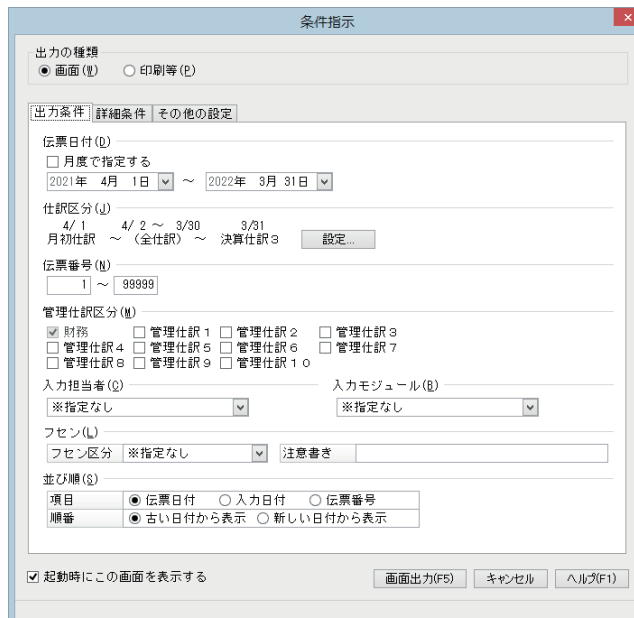 条件指示
出力の種類
画面(W) 印刷等(P)
出力条件 詳細条件 その他の設定
伝票日付(D)
月度で指定する
2021年 4月 1日 ～ 2022年 3月 31日
仕訳区分(J)
4/ 1 4/ 2 ～ 3/30 3/31
月初仕訳 ～ (全仕訳) ～ 決算仕訳3 設定...
伝票番号(N)
1 ～ 99999
管理仕訳区分(M)
財務 管理仕訳1 管理仕訳2 管理仕訳3
管理仕訳4 管理仕訳5 管理仕訳6 管理仕訳7
管理仕訳8 管理仕訳9 管理仕訳10
入力担当者(C) 入力モジュール(B)
※指定なし ※指定なし
フセン(L)
フセン区分 ※指定なし 注意書き
並び順(S)
項目 伝票日付 入力日付 伝票番号
順番 古い日付から表示 新しい日付から表示
起動時にこの画面を表示する 画面出力(F5) キャンセル ヘルプ(F1)